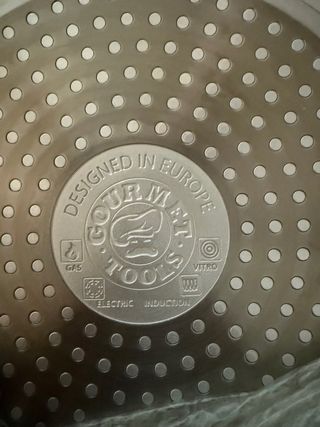 DESIGNED IN EUROPE
GOURMET
TOOLS
GAS
VITRO
ELECTRIC
INDUCTION